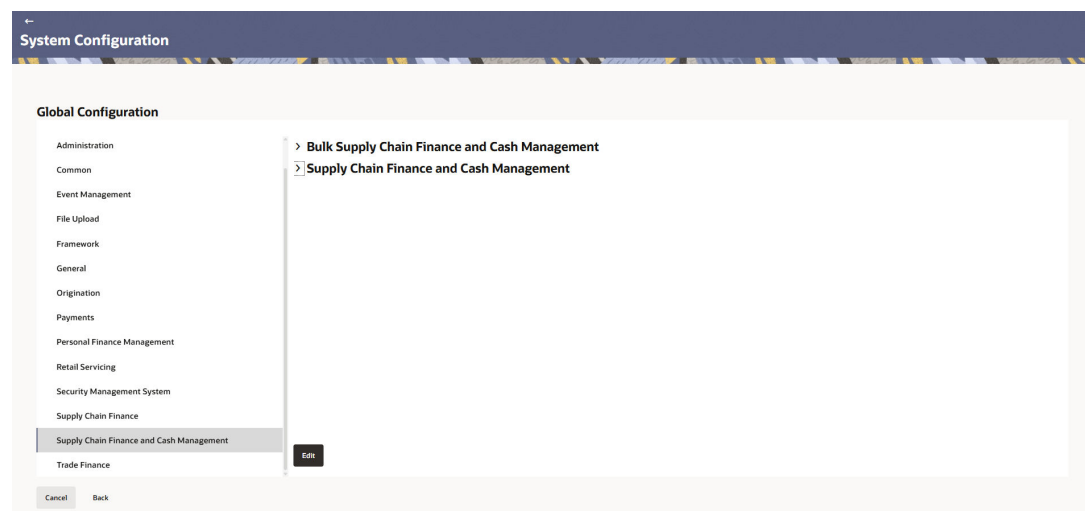 ←
System Configuration
Global Configuration
Administration
Common
Event Management
File Upload
Framework
General
Origination
Payments
Personal Finance Management
Retail Servicing
Security Management System
Supply Chain Finance
Supply Chain Finance and Cash Management
Trade Finance
> Bulk Supply Chain Finance and Cash Management
> Supply Chain Finance and Cash Management
Edit
Cancel Back